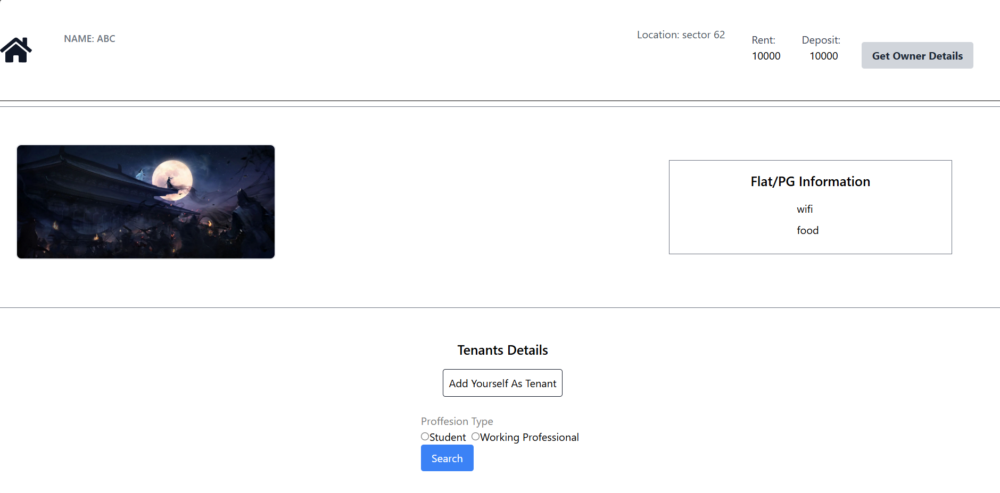 NAME: ABC
Location: sector 62
Rent:
10000
Deposit:
10000
Get Owner Details
Flat/PG Information
wifi
food
Tenants Details
Add Yourself As Tenant
Proffesion Type
Student Working Professional
Search